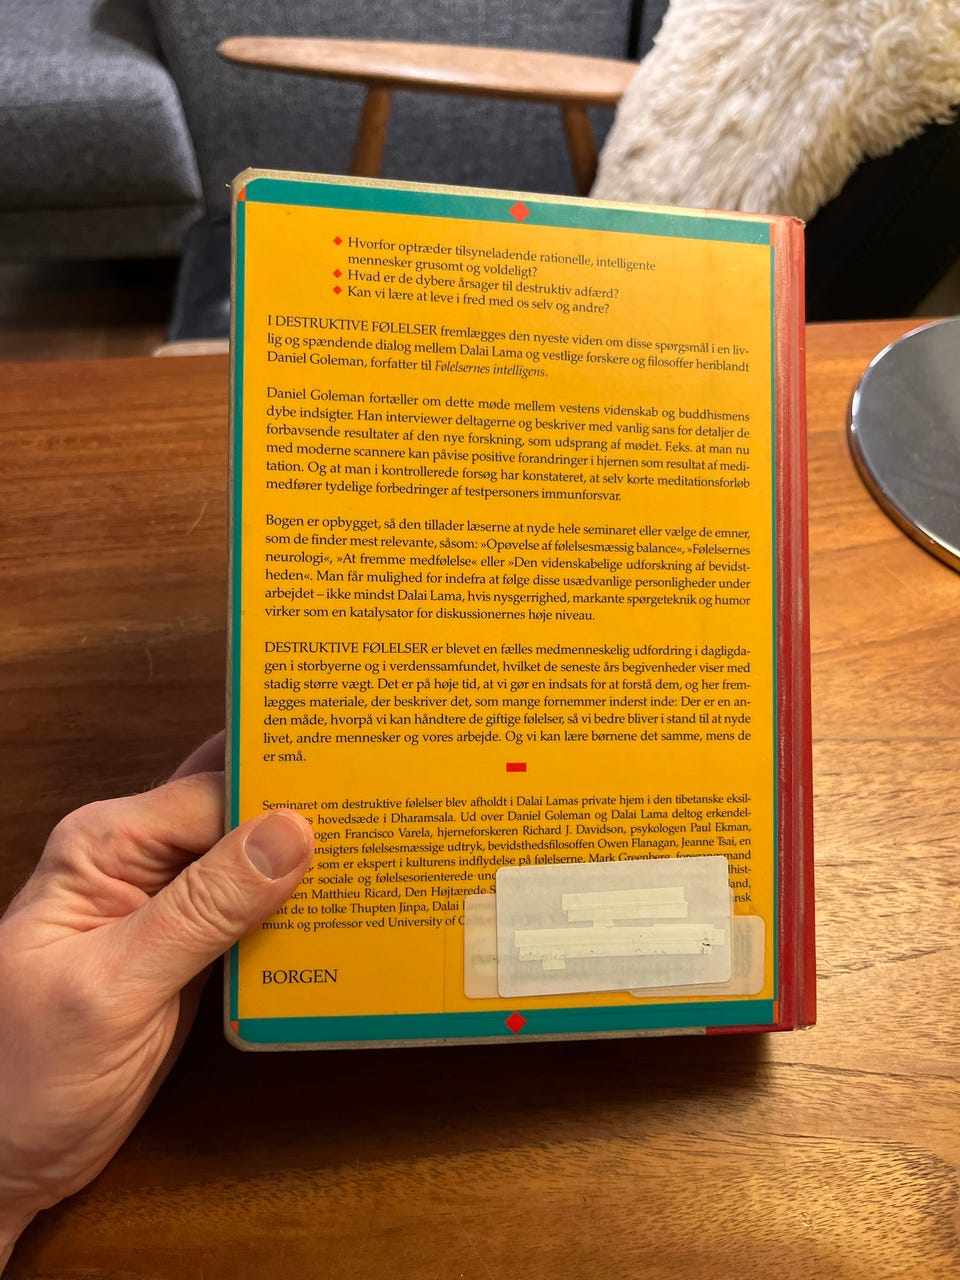 Hvorfor optræder tilsyneladende rationelle, intelligente
mennesker grusomt og voldeligt?
Hvad er de dybere årsager til destruktiv adfærd?
Kan vi lære at leve i fred med os selv og andre?
I DESTRUKTIVE FØLELSER fremlægges den nyeste viden om disse spørgsmål i en liv-
lig og spændende dialog mellem Dalai Lama og vestlige forskere og filosoffer heriblandt
Daniel Goleman, forfatter til Følelsernes intelligens.
Daniel Goleman fortæller om dette møde mellem vestens videnskab og buddhismens
dybe indsigter. Han interviewer deltagerne og beskriver med vanlig sans for detaljer de
forbavsende resultater af den nye forskning, som udsprang af mødet. F.eks. at man nu
med moderne scannere kan påvise positive forandringer i hjernen som resultat af medi-
tation. Og at man i kontrollerede forsøg har konstateret, at selv korte meditationsforløb
medfører tydelige forbedringer af testpersoners immunforsvar.
Bogen er opbygget, så den tillader læserne at nyde hele seminaret eller vælge de emner,
som de finder mest relevante, såsom: »Opøvelse af følelsesmæssig balance«, »Følelsernes
neurologi«, »At fremme medfølelse« eller »Den videnskabelige udforskning af bevidst-
heden«. Man får mulighed for indefra at følge disse usædvanlige personligheder under
arbejdet – ikke mindst Dalai Lama, hvis nysgerrighed, markante spørgeteknik og humor
virker som en katalysator for diskussionernes høje niveau.
DESTRUKTIVE FØLELSER er blevet en fælles medmenneskelig udfordring i dagligda-
gen i storbyerne og i verdenssamfundet, hvilket de seneste års begivenheder viser med
stadig større vægt. Det er på høje tid, at vi gør en indsats for at forstå dem, og her frem-
lægges materiale, der beskriver det, som mange fornemmer inderst inde: Der er en an-
den måde, hvorpå vi kan håndtere de giftige følelser, så vi bedre bliver i stand til at nyde
livet, andre mennesker og vores arbejde. Og vi kan lære børnene det samme, mens de
er små.
Seminaret om destruktive følelser blev afholdt i Dalai Lamas private hjem i den tibetanske eksil-
hovedsæde i Dharamsala. Ud over Daniel Goleman og Dalai Lama deltog erkendel-
Francisco Varela, hjerneforskeren Richard J. Davidson, psykologen Paul Ekman,
ansigters følelsesmæssige udtryk, bevidsthedsfilosoffen Owen Flanagan, Jeanne Tsai, en
som er ekspert i kulturens indflydelse på følelserne, Mark Greenberg,
sociale og følelsesorienterede
Matthieu Ricard, Den Højtærede
de to tolke Thupten Jinpa, Dalai
munk og professor ved University of
BORGEN